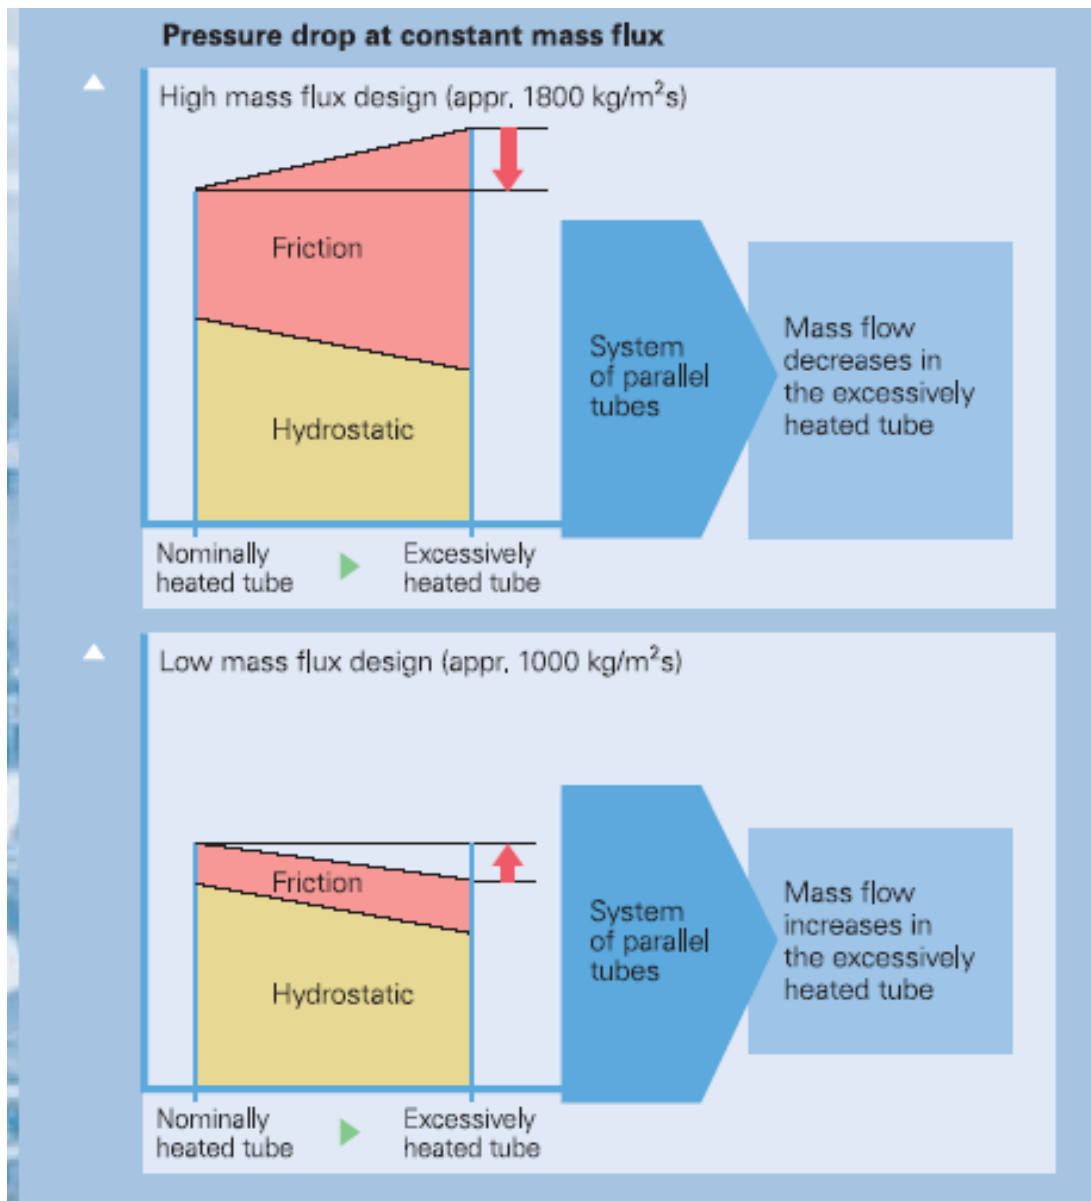 Pressure drop at constant mass flux
High mass flux design (appr. 1800 kg/m²s)
Friction
Hydrostatic
System
of parallel
tubes
Mass flow
decreases in
the excessively
heated tube
Nominally
heated tube
Excessively
heated tube
Low mass flux design (appr. 1000 kg/m²s)
Friction
Hydrostatic
System
of parallel
tubes
Mass flow
increases in
the excessively
heated tube
Nominally
heated tube
Excessively
heated tube